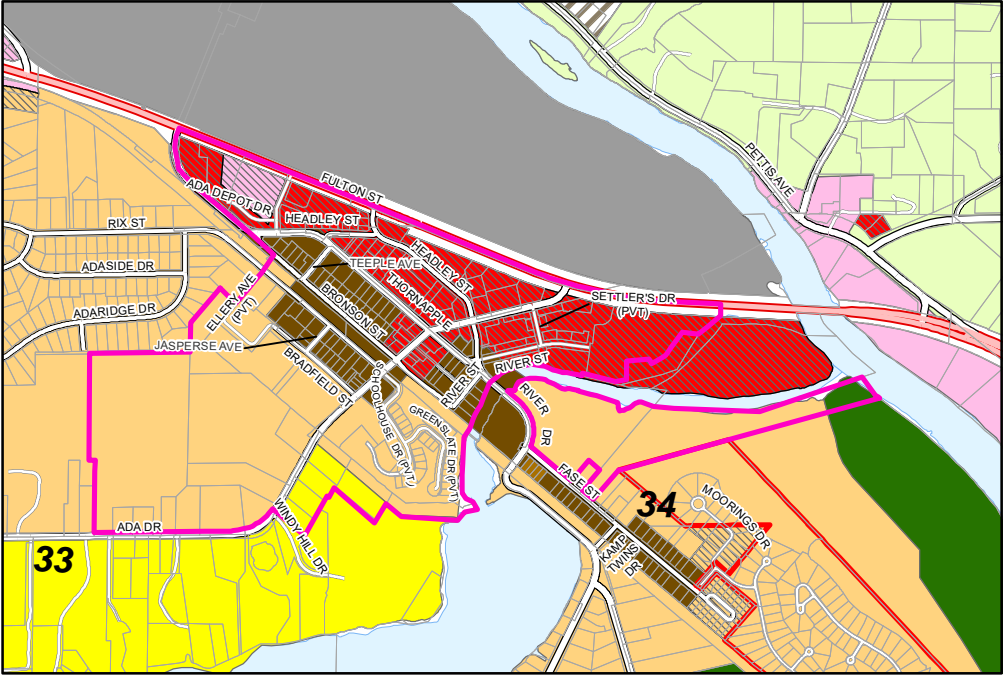 PETTIS AVE
FULTON ST
ADA DEPOT DR
HEADLEY ST
RIX ST
HEADLEY ST
TEEPLE AVE
ADASIDE DR
THORNAPPLE
ELLERY AVE
(PVT)
BRONSON ST
SETTLER'S DR
(PVT)
ADARIDGE DR
JASPERSE AVE
BRADFIELD ST
RIVER ST
RIVER ST
SCHOOLHOUSE DR (PVT)
GREENSLATE DR (PVT)
RIVER
DR
FASE ST
34
MOORINGS DR
WINDY HILL DR
ADA DR
33
KAMP
TWINS
DR